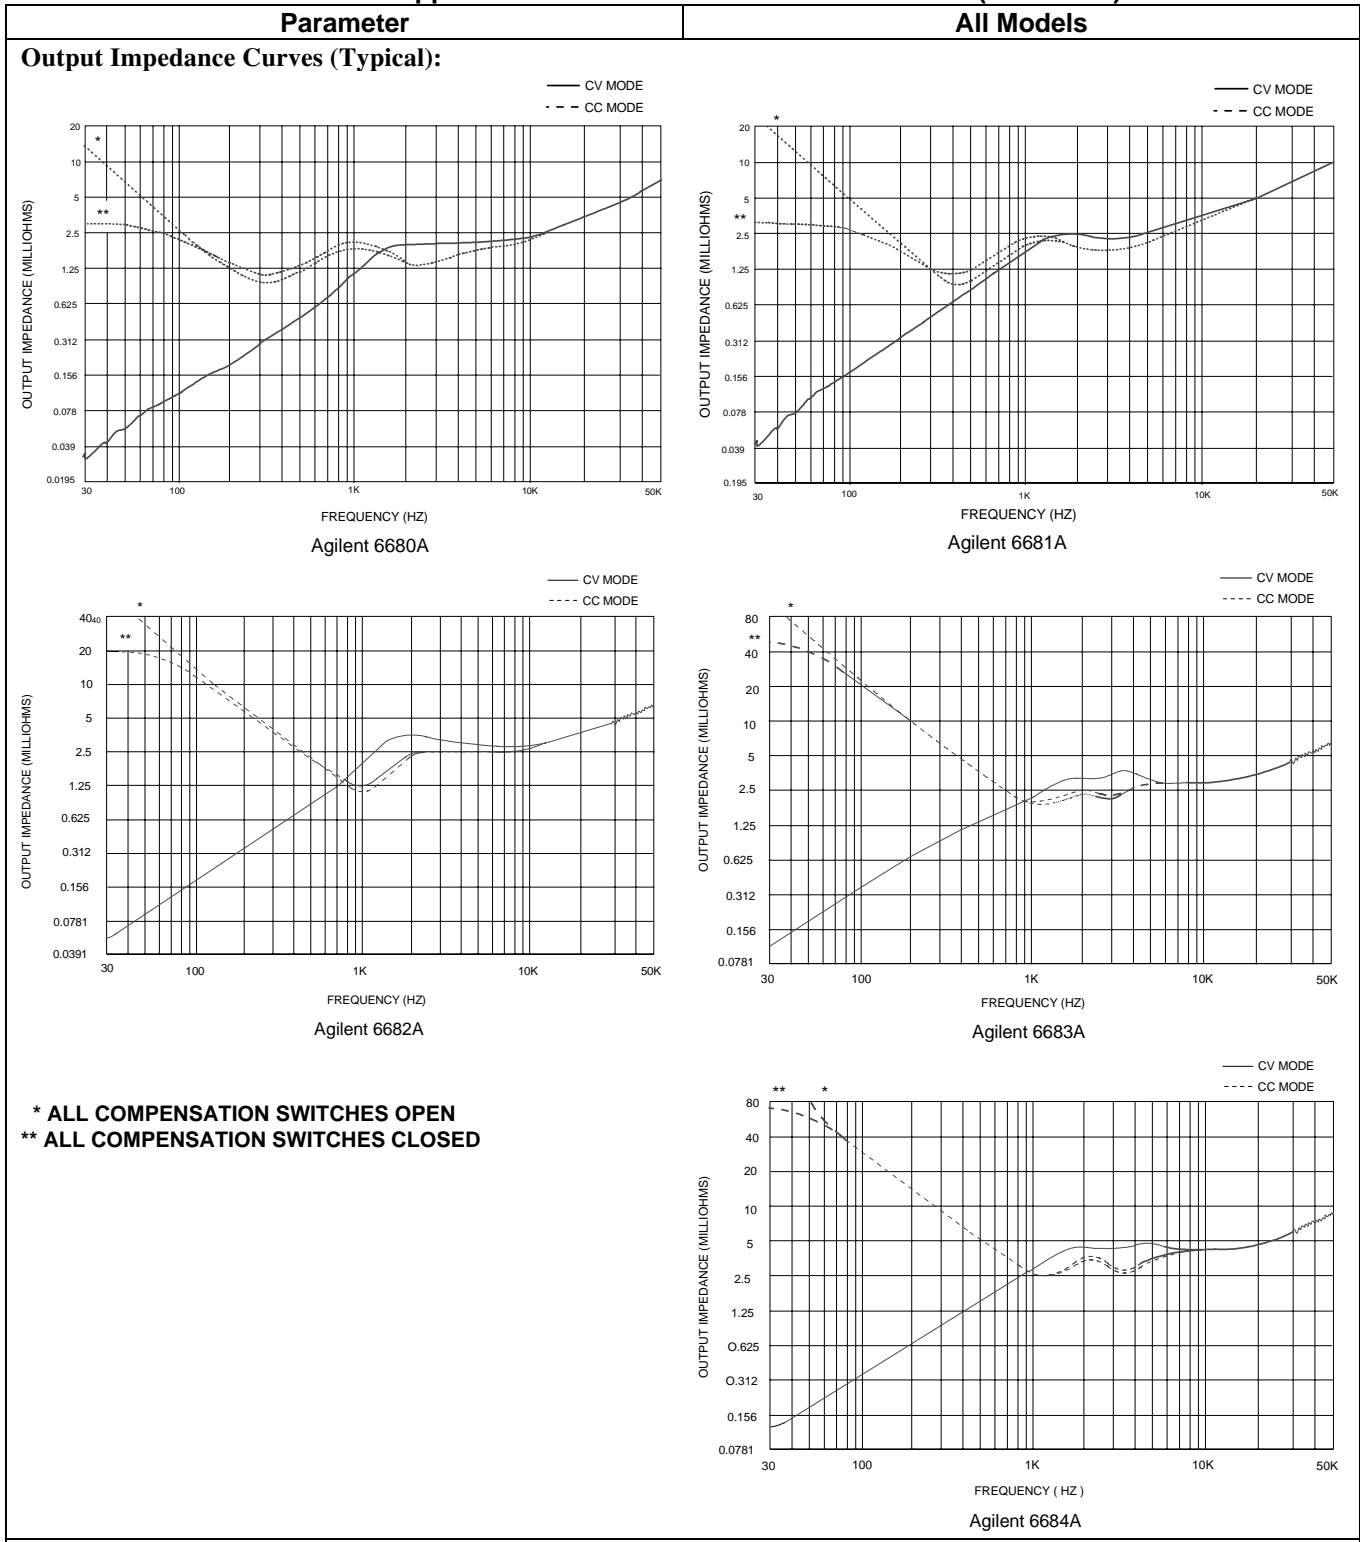 Parameter All Models
Output Impedance Curves (Typical):
CV MODE
CC MODE
*
**
20
10
5
2.5
1.25
0.625
0.312
0.156
0.078
0.039
0.0195
OUTPUT IMPEDANCE (MILLIOHMS)
30 100 1K 10K 50K
FREQUENCY (HZ)
Agilent 6680A
CV MODE
CC MODE
*
**
20
10
5
2.5
1.25
0.625
0.312
0.156
0.078
0.039
0.195
OUTPUT IMPEDANCE (MILLIOHMS)
30 100 1K 10K 50K
FREQUENCY (HZ)
Agilent 6681A
CV MODE
CC MODE
*
**
4040
20
10
5
2.5
1.25
0.625
0.312
0.156
0.0781
0.0391
OUTPUT IMPEDANCE (MILLIOHMS)
30 100 1K 10K 50K
FREQUENCY (HZ)
Agilent 6682A
CV MODE
CC MODE
*
**
80
40
20
10
5
2.5
1.25
0.625
0.312
0.156
0.0781
OUTPUT IMPEDANCE (MILLIOHMS)
30 100 1K 10K 50K
FREQUENCY (HZ)
Agilent 6683A
* ALL COMPENSATION SWITCHES OPEN
** ALL COMPENSATION SWITCHES CLOSED
CV MODE
CC MODE
** *
80
40
20
10
5
2.5
1.25
O.625
O.312
0.156
0.0781
OUTPUT IMPEDANCE (MILLIOHMS)
30 100 1K 10K 50K
FREQUENCY ( HZ )
Agilent 6684A